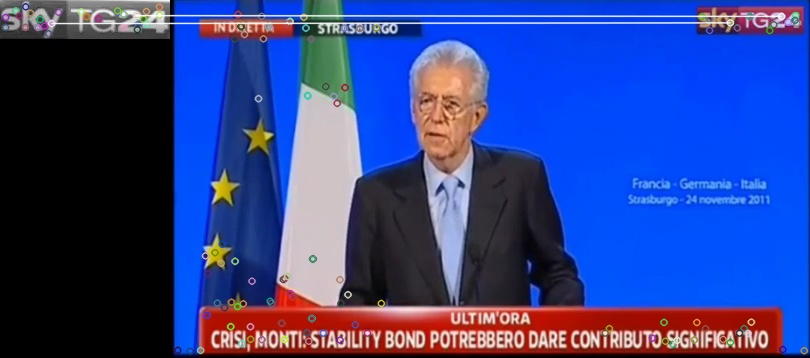 sky TG24
IN DIRETTA STRASBURGO
sky TG24
Francia - Germania - Italia
Strasburgo - 24 novembre 2011
ULTIM'ORA
CRISI, MONTI: STABILITY BOND POTREBBERO DARE CONTRIBUTO SIGNIFICATIVO